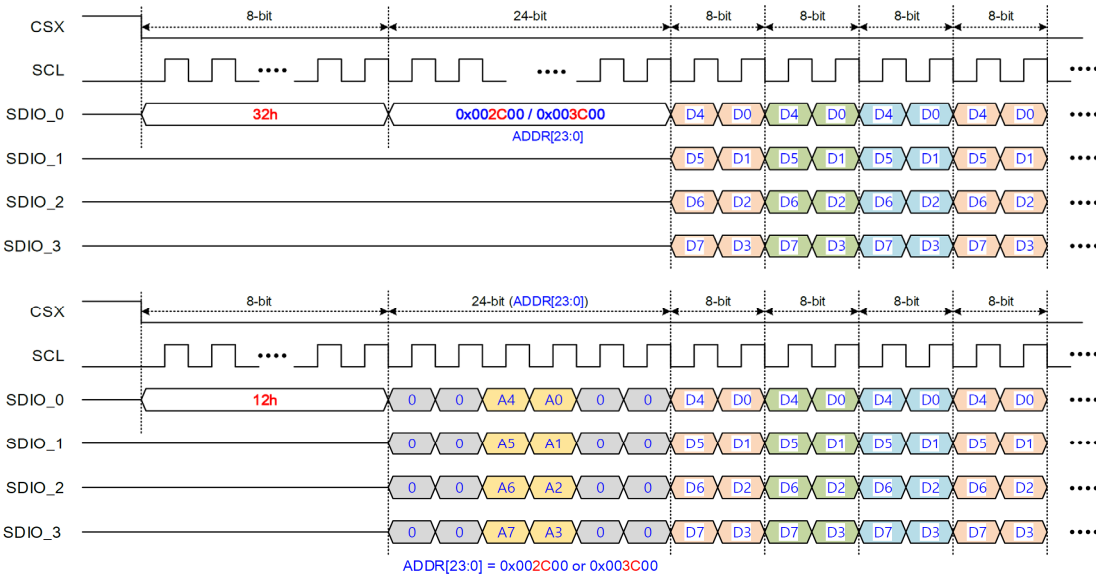 8-bit 24-bit 8-bit 8-bit 8-bit 8-bit
CSX
SCL
SDIO_0 32h 0x002C00 / 0x003C00 D4 D0 D4 D0 D4 D0 D4 D0
ADDR[23:0]
SDIO_1 D5 D1 D5 D1 D5 D1 D5 D1
SDIO_2 D6 D2 D6 D2 D6 D2 D6 D2
SDIO_3 D7 D3 D7 D3 D7 D3 D7 D3
8-bit 24-bit (ADDR[23:0]) 8-bit 8-bit 8-bit 8-bit
CSX
SCL
SDIO_0 12h 0 0 A4 A0 0 0 D4 D0 D4 D0 D4 D0 D4 D0
SDIO_1 0 0 A5 A1 0 0 D5 D1 D5 D1 D5 D1 D5 D1
SDIO_2 0 0 A6 A2 0 0 D6 D2 D6 D2 D6 D2 D6 D2
SDIO_3 0 0 A7 A3 0 0 D7 D3 D7 D3 D7 D3 D7 D3
ADDR[23:0] = 0x002C00 or 0x003C00